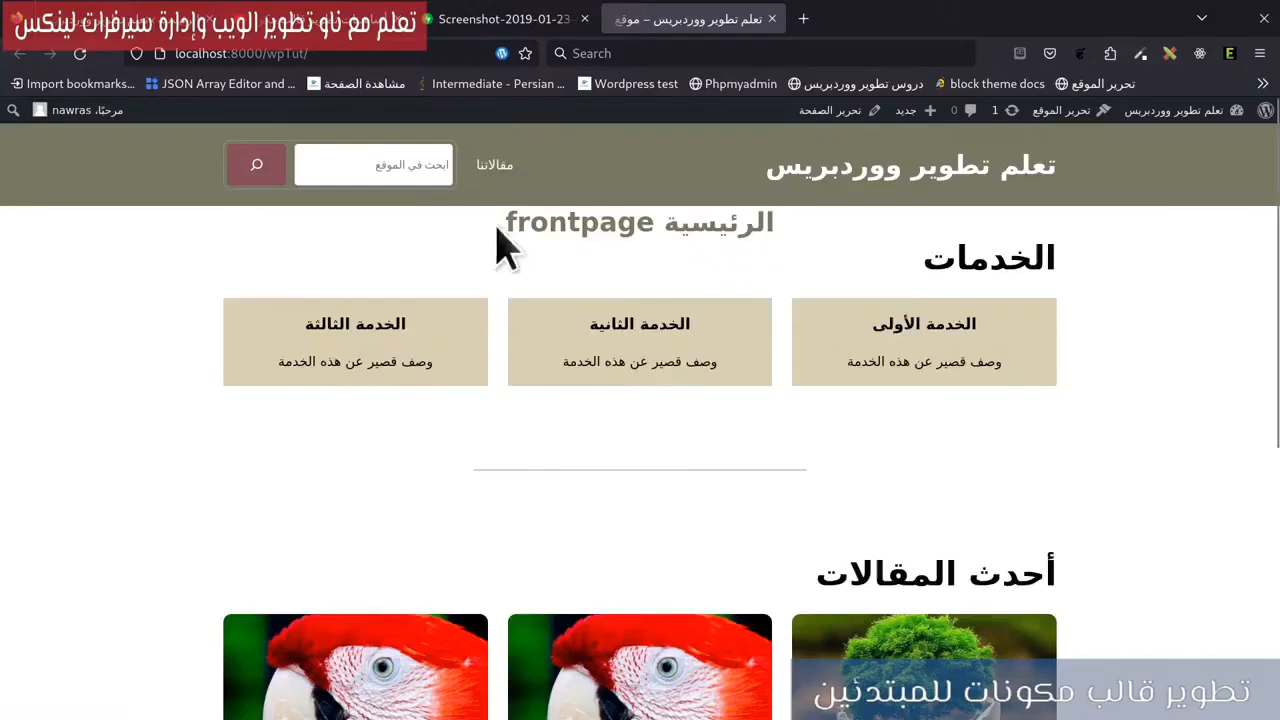 تعلم مع ناو تطوير الويب وإدارة سيرفرات لينكس
Screenshot-2019-01-23
تعلم تطوير ووردبريس – موقع
localhost:8000/wpTut/
Search
Import bookmarks...
JSON Array Editor and ...
مشاهدة الصفحة
Intermediate - Persian ...
Wordpress test
Phpmyadmin
دروس تطوير ووردبريس
block theme docs
تحرير الموقع
تعلم تطوير ووردبريس
تحرير الموقع
1
0
جديد
تحرير الصفحة
مرحبًا، nawras
تعلم تطوير ووردبريس
مقالاتنا
ابحث في الموقع
الرئيسية frontpage
الخدمات
الخدمة الأولى
وصف قصير عن هذه الخدمة
الخدمة الثانية
وصف قصير عن هذه الخدمة
الخدمة الثالثة
وصف قصير عن هذه الخدمة
أحدث المقالات
تطوير قالب مكونات للمبتدئين